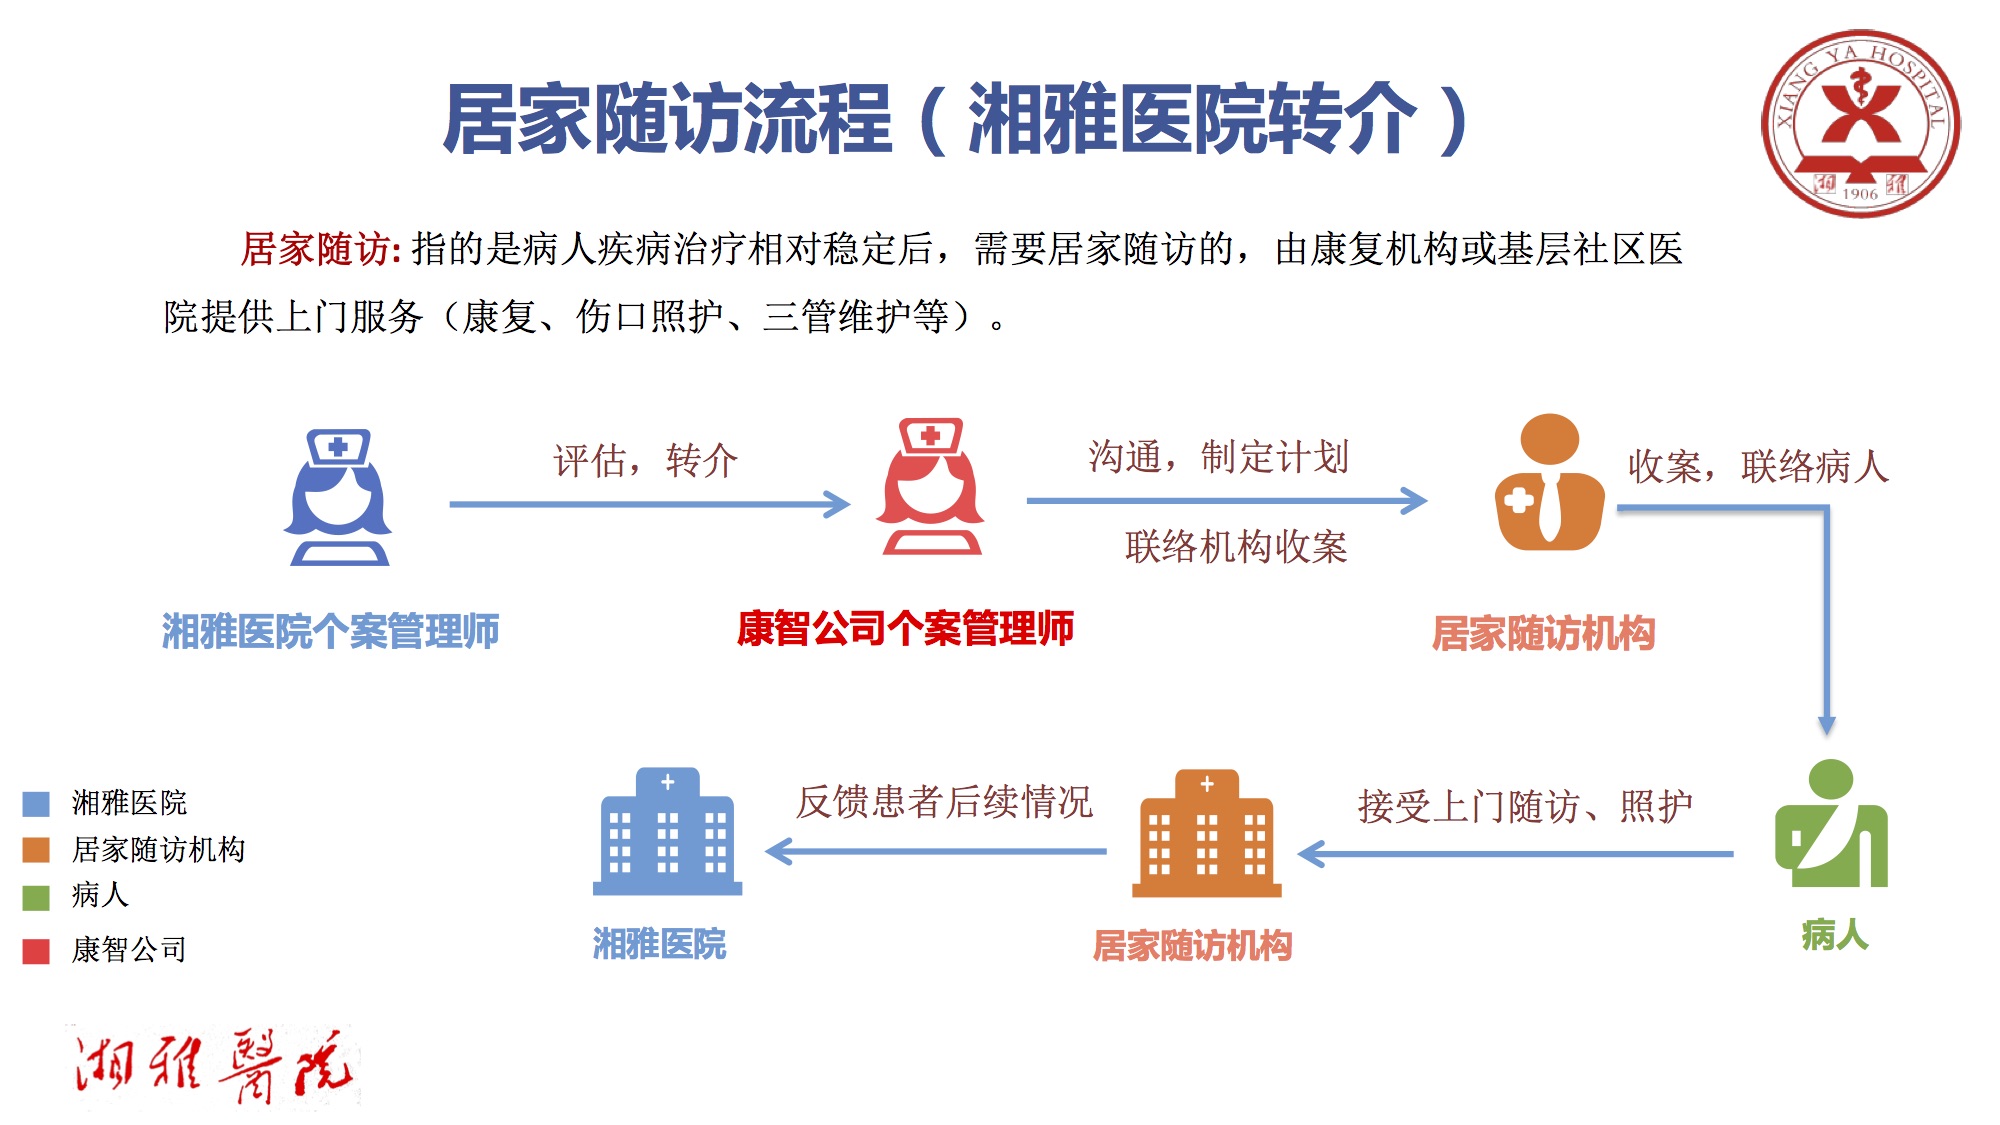 居家随访流程（湘雅医院转介）
XIANG YA HOSPITAL
湘 雅
1906
居家随访: 指的是病人疾病治疗相对稳定后，需要居家随访的，由康复机构或基层社区医
院提供上门服务（康复、伤口照护、三管维护等）。
评估，转介
沟通，制定计划
收案，联络病人
联络机构收案
湘雅医院个案管理师
康智公司个案管理师
居家随访机构
湘雅医院
居家随访机构
病人
康智公司
反馈患者后续情况
接受上门随访、照护
湘雅医院
居家随访机构
病人
湘雅醫院